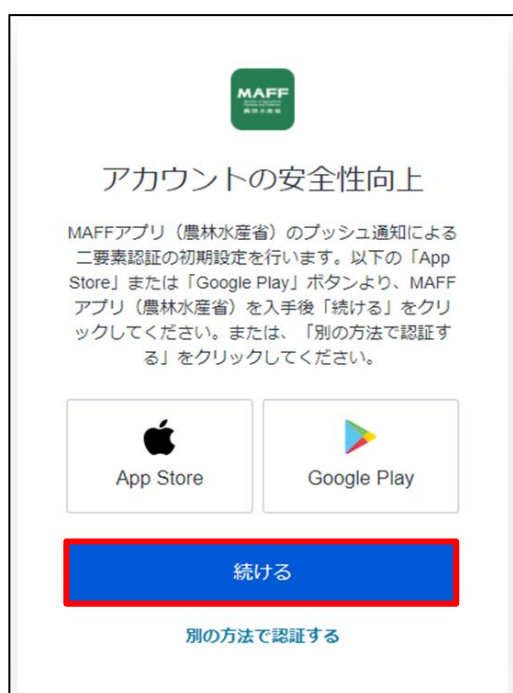 MAFF
農林水産省
アカウントの安全性向上
MAFFアプリ（農林水産省）のプッシュ通知による
二要素認証の初期設定を行います。以下の「App
Store」または「Google Play」ボタンより、MAFF
アプリ（農林水産省）を入手後「続ける」をクリ
ックしてください。または、「別の方法で認証す
る」をクリックしてください。
App Store
Google Play
続ける
別の方法で認証する